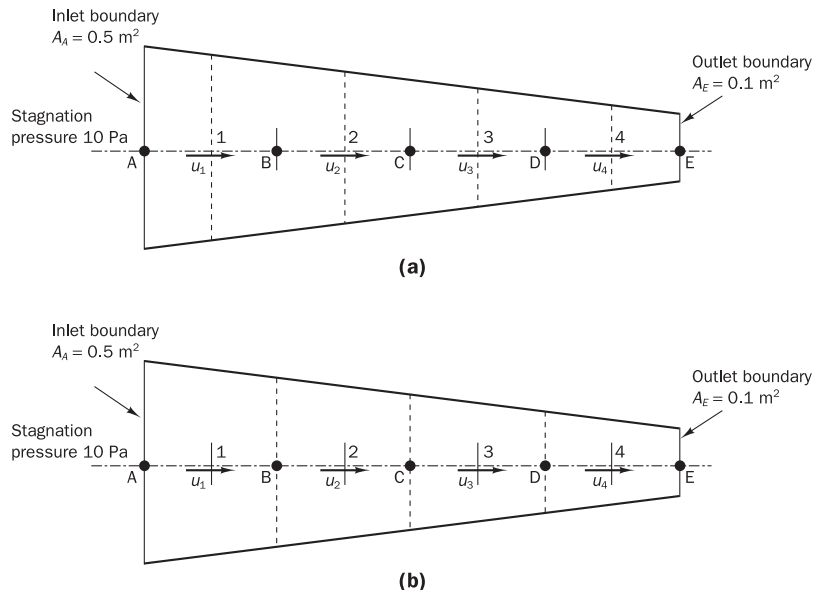 Inlet boundary
A_A = 0.5 m²
Outlet boundary
A_E = 0.1 m²
Stagnation
pressure 10 Pa
1 2 3 4
A u₁ B u₂ C u₃ D u₄ E
(a)
Inlet boundary
A_A = 0.5 m²
Outlet boundary
A_E = 0.1 m²
Stagnation
pressure 10 Pa
1 2 3 4
A u₁ B u₂ C u₃ D u₄ E
(b)